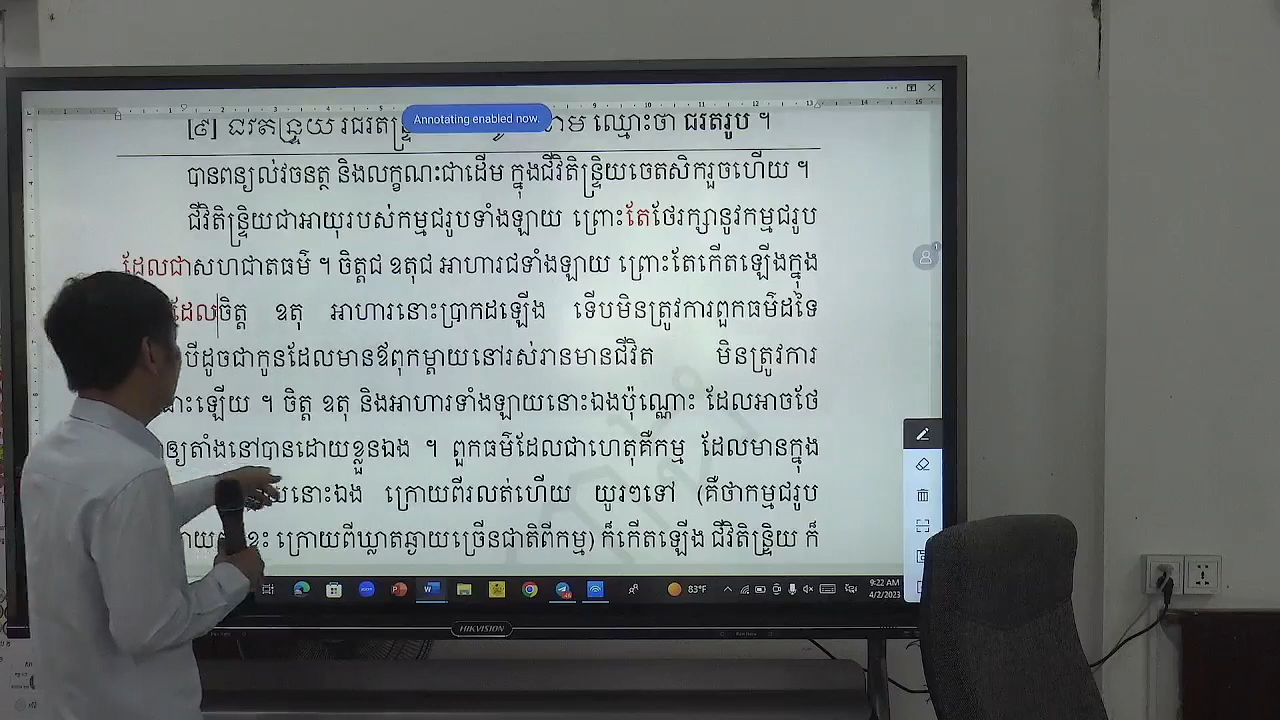 Annotating enabled now.
ឈ្មោះថា ជរតរូប ។
បានពន្យល់វចនត្ថ និងលក្ខណះជាដើម ក្នុងជីវិតិន្ទ្រិយចេតសិករួចហើយ ។
ជីវិតិន្ទ្រិយជាអាយុរបស់កម្មជរូបទាំងឡាយ ព្រោះតែថែរក្សានូវកម្មជរូប
ដែលជាសហជាតធម៌ ។ ចិត្តជ ឧតុជ អាហារជទាំងឡាយ ព្រោះតែកើតឡើងក្នុង
ដែលចិត្ត ឧតុ អាហារនោះប្រាកដឡើង ទើបមិនត្រូវការពួកធម៌ដទៃ
បីដូចជាកូនដែលមានឪពុកម្តាយនៅរស់រានមានជីវិត មិនត្រូវការ
ឡើយ ។ ចិត្ត ឧតុ និងអាហារទាំងឡាយនោះឯងប៉ុណ្ណោះ ដែលអាចថែ
ឲ្យតាំងនៅបានដោយខ្លួនឯង ។ ពួកធម៌ដែលជាហេតុគឺកម្ម ដែលមានក្នុង
នោះឯង ក្រោយពីរលត់ហើយ យូរៗទៅ (គឺថាកម្មជរូប
ក្រោយពីឃ្លាតឆ្ងាយច្រើនជាតិពីកម្ម) ក៏កើតឡើង ជីវិតិន្ទ្រិយ ក៏
83°F
9:22 AM
4/2/2023
HIKVISION